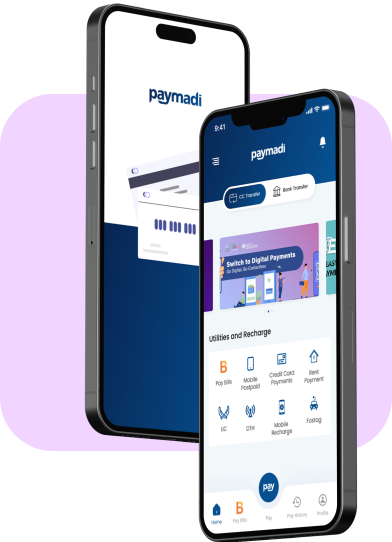 paymadi
9:41
paymadi
CC Transfer
Bank Transfer
Switch to Digital Payments
Go Digital, Go Contactless
EAS
YME
Utilities and Recharge
Pay Bills
Mobile
Postpaid
Credit Card
Payments
Rent
Payment
LIC
DTH
Mobile
Recharge
Fastag
pay
Home
Pay Bills
Pay
Pay History
Profile